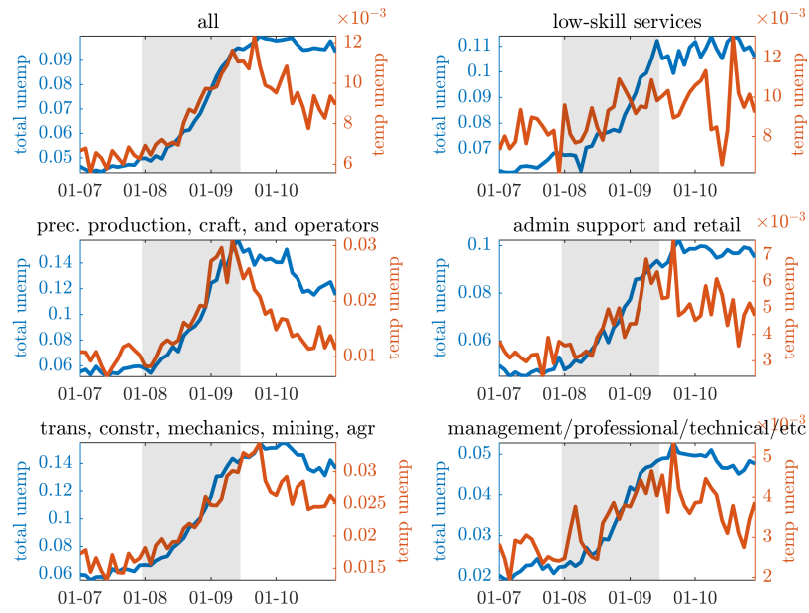 all
×10⁻³
total unemp
0.09
0.08
0.07
0.06
0.05
12
10
8
6
temp unemp
01-07 01-08 01-09 01-10
low-skill services
×10⁻³
total unemp
0.11
0.1
0.09
0.08
0.07
12
10
8
temp unemp
01-07 01-08 01-09 01-10
prec. production, craft, and operators
total unemp
0.14
0.12
0.1
0.08
0.06
0.03
0.02
0.01
temp unemp
01-07 01-08 01-09 01-10
admin support and retail
×10⁻³
total unemp
0.1
0.08
0.06
7
6
5
4
3
temp unemp
01-07 01-08 01-09 01-10
trans, constr, mechanics, mining, agr
total unemp
0.14
0.12
0.1
0.08
0.06
0.03
0.025
0.02
0.015
temp unemp
01-07 01-08 01-09 01-10
management/professional/technical/etc
×10⁻³
total unemp
0.05
0.04
0.03
0.02
5
4
3
2
temp unemp
01-07 01-08 01-09 01-10